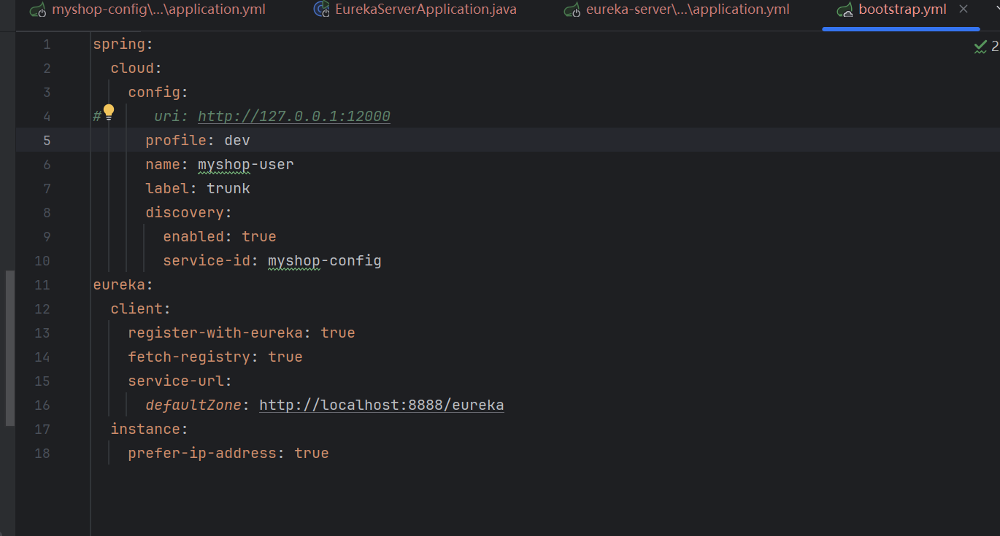 myshop-config\...\application.yml EurekaServerApplication.java eureka-server\...\application.yml bootstrap.yml
2
1 spring:
2 cloud:
3 config:
4 # uri: http://127.0.0.1:12000
5 profile: dev
6 name: myshop-user
7 label: trunk
8 discovery:
9 enabled: true
10 service-id: myshop-config
11 eureka:
12 client:
13 register-with-eureka: true
14 fetch-registry: true
15 service-url:
16 defaultZone: http://localhost:8888/eureka
17 instance:
18 prefer-ip-address: true